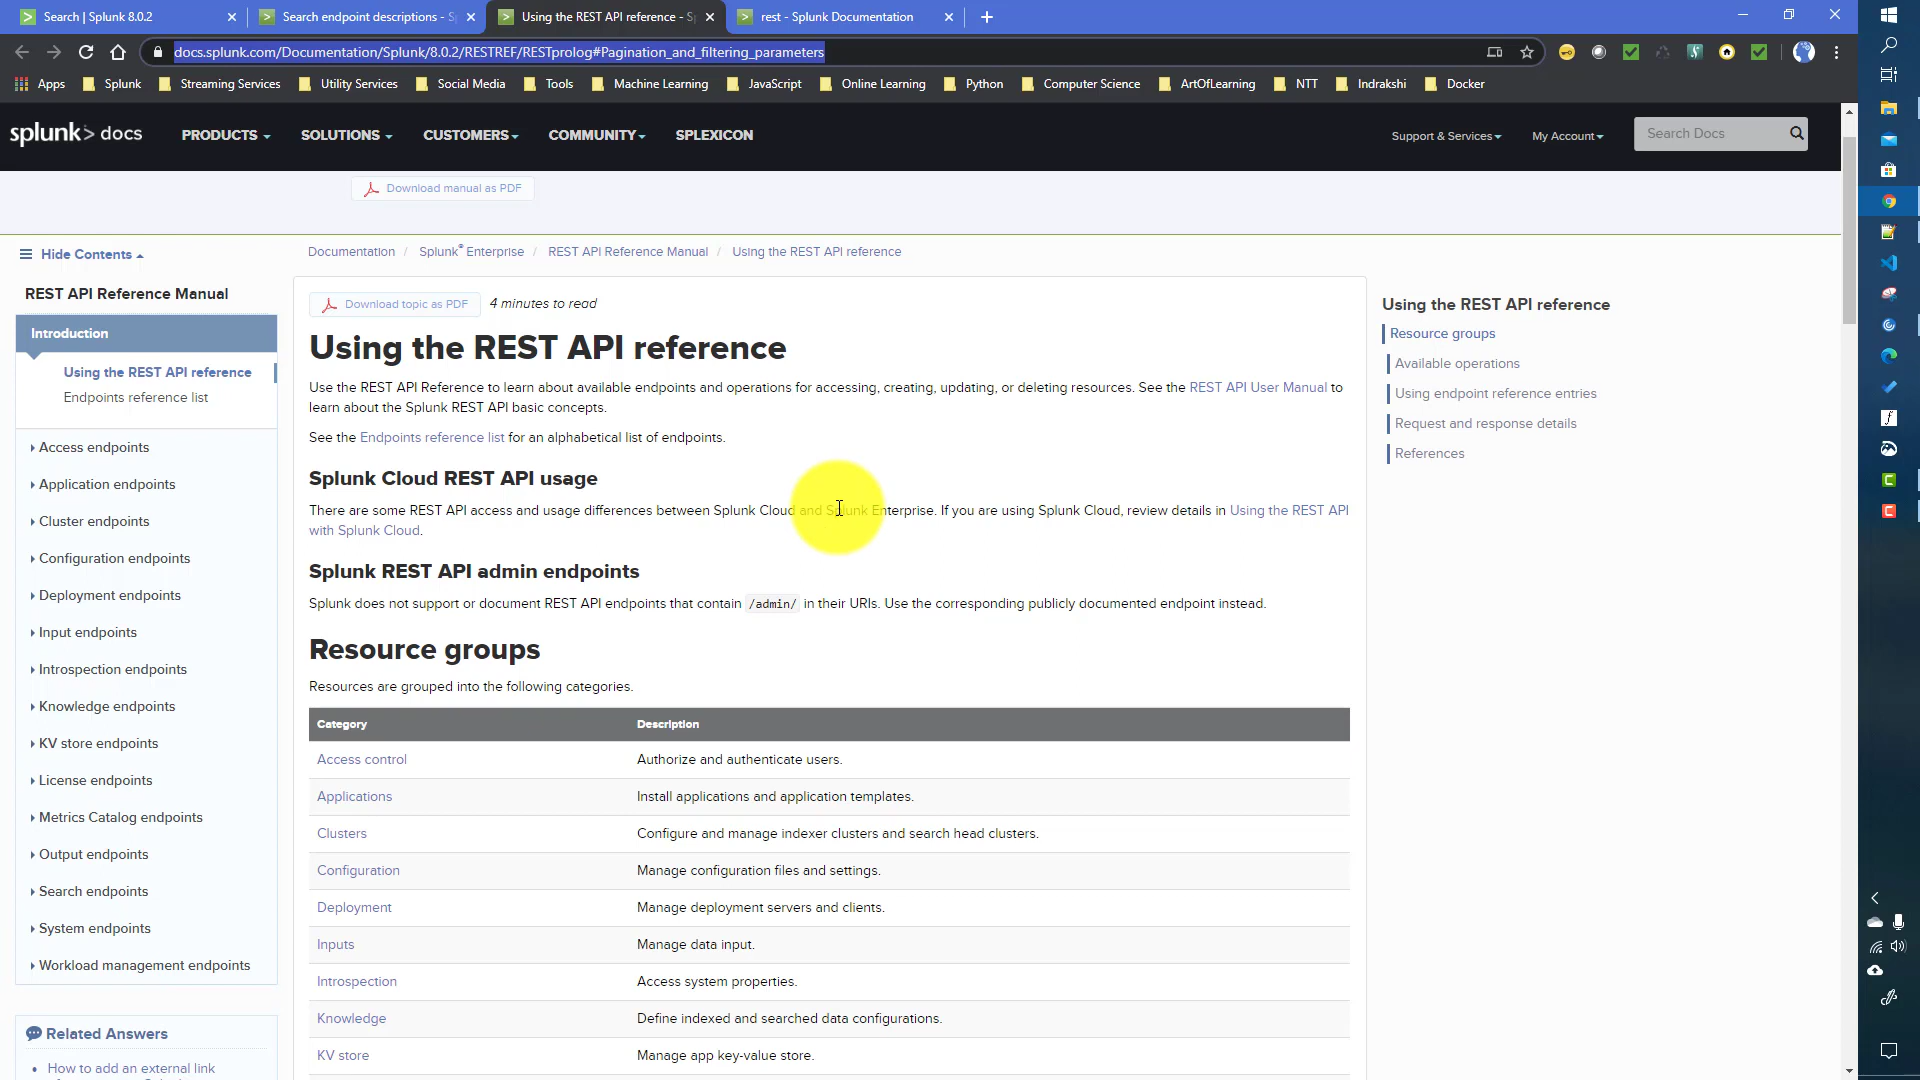 Search | Splunk 8.0.2
Search endpoint descriptions - S
Using the REST API reference - S
rest - Splunk Documentation
docs.splunk.com/Documentation/Splunk/8.0.2/RESTREF/RESTprolog#Pagination_and_filtering_parameters
Apps Splunk Streaming Services Utility Services Social Media Tools Machine Learning JavaScript Online Learning Python Computer Science ArtOfLearning NTT Indrakshi Docker
splunk> docs PRODUCTS SOLUTIONS CUSTOMERS COMMUNITY SPLEXICON Support & Services My Account Search Docs
Download manual as PDF
Hide Contents
Documentation / Splunk® Enterprise / REST API Reference Manual / Using the REST API reference
REST API Reference Manual
Introduction
Using the REST API reference
Endpoints reference list
Access endpoints
Application endpoints
Cluster endpoints
Configuration endpoints
Deployment endpoints
Input endpoints
Introspection endpoints
Knowledge endpoints
KV store endpoints
License endpoints
Metrics Catalog endpoints
Output endpoints
Search endpoints
System endpoints
Workload management endpoints
Related Answers
How to add an external link
Download topic as PDF 4 minutes to read
Using the REST API reference
Use the REST API Reference to learn about available endpoints and operations for accessing, creating, updating, or deleting resources. See the REST API User Manual to
learn about the Splunk REST API basic concepts.
See the Endpoints reference list for an alphabetical list of endpoints.
Splunk Cloud REST API usage
There are some REST API access and usage differences between Splunk Cloud and Splunk Enterprise. If you are using Splunk Cloud, review details in Using the REST API
with Splunk Cloud.
Splunk REST API admin endpoints
Splunk does not support or document REST API endpoints that contain /admin/ in their URIs. Use the corresponding publicly documented endpoint instead.
Resource groups
Resources are grouped into the following categories.
Category Description
Access control Authorize and authenticate users.
Applications Install applications and application templates.
Clusters Configure and manage indexer clusters and search head clusters.
Configuration Manage configuration files and settings.
Deployment Manage deployment servers and clients.
Inputs Manage data input.
Introspection Access system properties.
Knowledge Define indexed and searched data configurations.
KV store Manage app key-value store.
Using the REST API reference
Resource groups
Available operations
Using endpoint reference entries
Request and response details
References